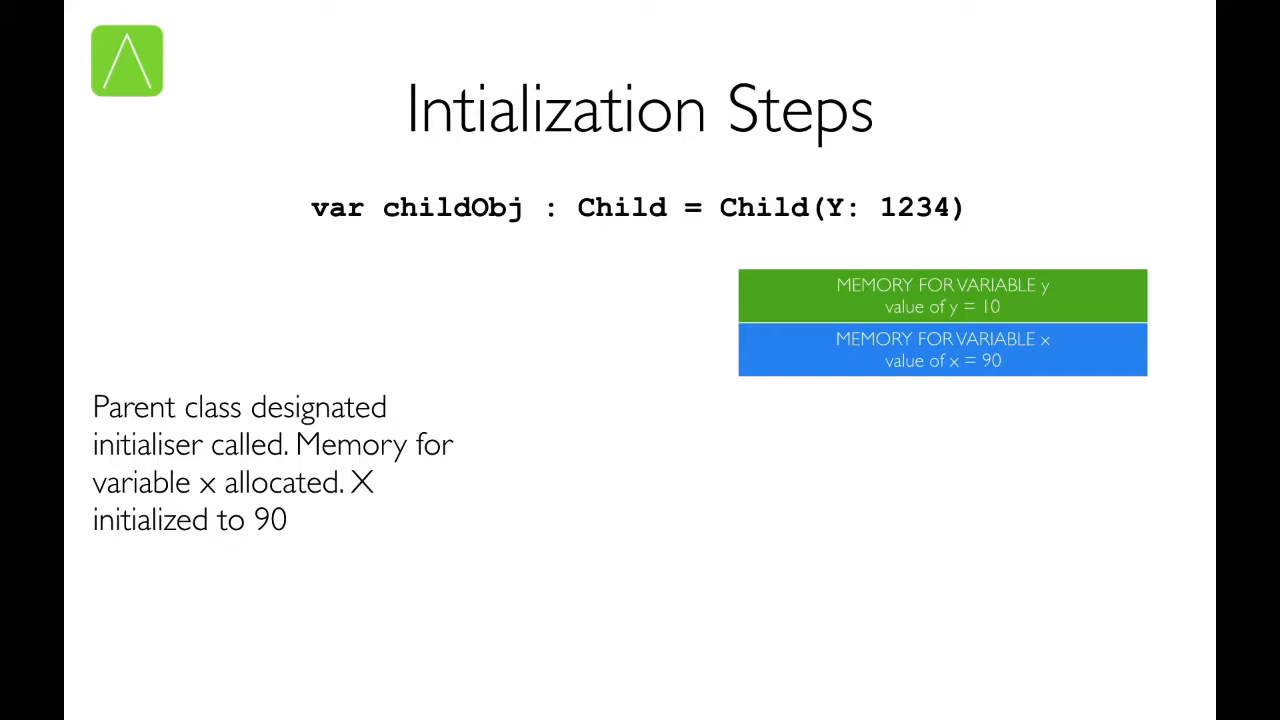 Intialization Steps
var childObj : Child = Child(Y: 1234)
MEMORY FOR VARIABLE y
value of y = 10
MEMORY FOR VARIABLE x
value of x = 90
Parent class designated
initialiser called. Memory for
variable x allocated. X
initialized to 90